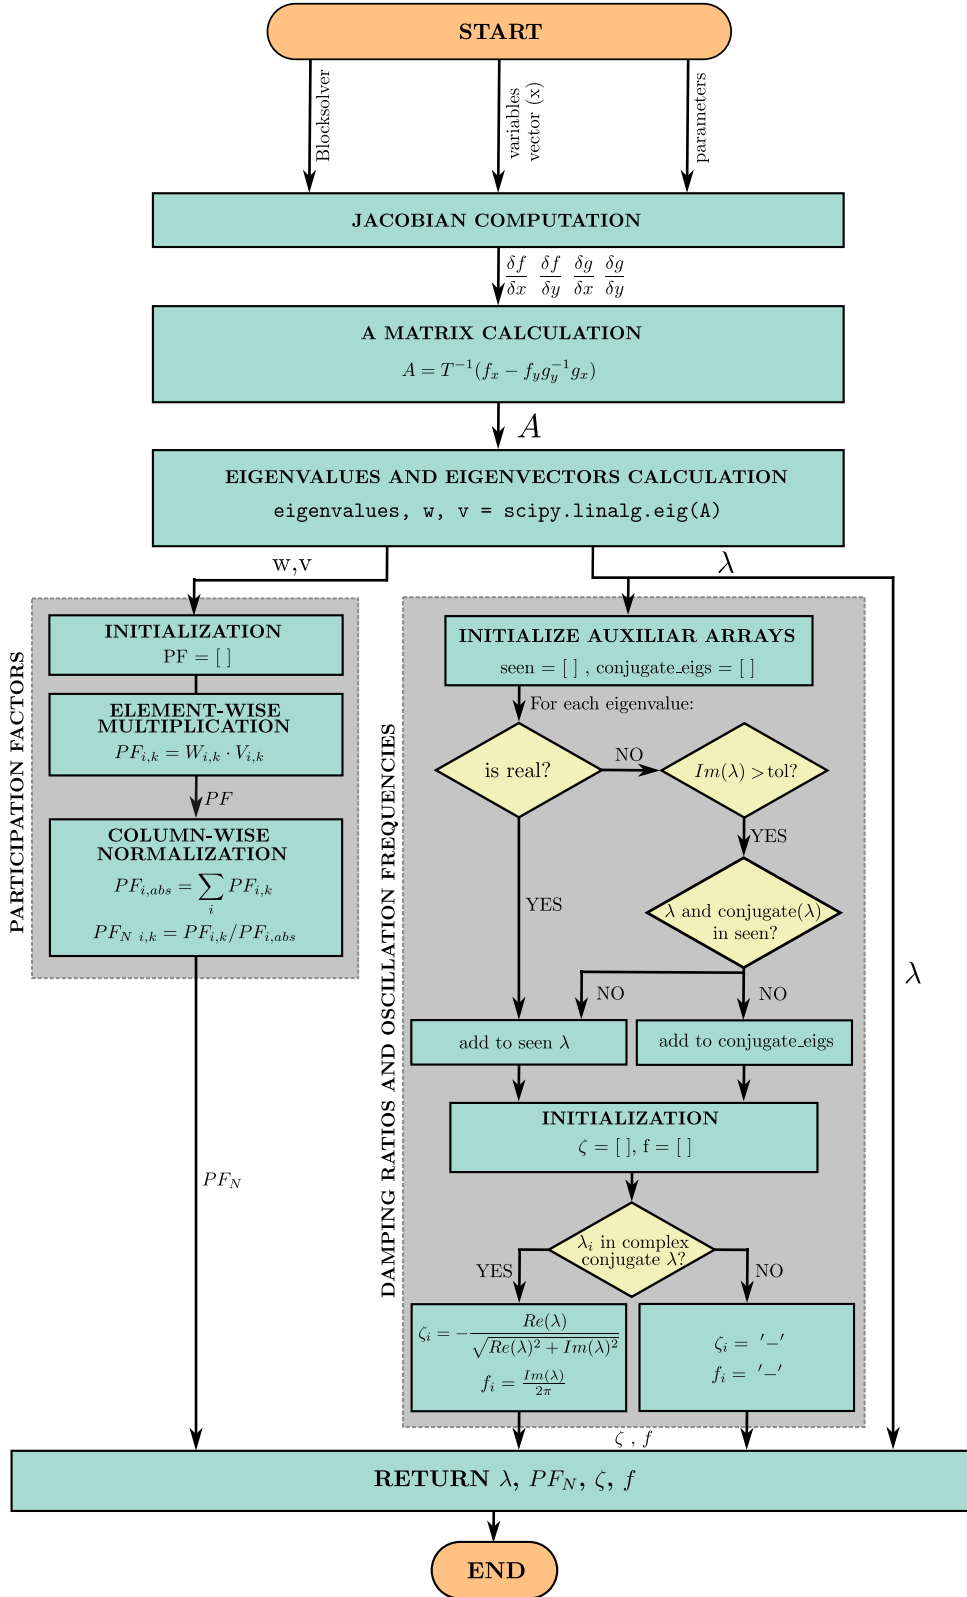 START
Blocksolver
variables
vector (x)
parameters
JACOBIAN COMPUTATION
δf/δx δf/δy δg/δx δg/δy
A MATRIX CALCULATION
A = T⁻¹(fₓ − f_y g_y⁻¹ gₓ)
A
EIGENVALUES AND EIGENVECTORS CALCULATION
eigenvalues, w, v = scipy.linalg.eig(A)
w,v
λ
PARTICIPATION FACTORS
INITIALIZATION
PF = [ ]
ELEMENT-WISE
MULTIPLICATION
PF_{i,k} = W_{i,k} · V_{i,k}
PF
COLUMN-WISE
NORMALIZATION
PF_{i,abs} = ∑_i PF_{i,k}
PF_{N i,k} = PF_{i,k}/PF_{i,abs}
PF_N
DAMPING RATIOS AND OSCILLATION FREQUENCIES
INITIALIZE AUXILIAR ARRAYS
seen = [ ] , conjugate_eigs = [ ]
For each eigenvalue:
is real?
NO
Im(λ) >tol?
YES
YES
λ and conjugate(λ)
in seen?
NO
NO
add to seen λ
add to conjugate_eigs
INITIALIZATION
ζ = [ ], f = [ ]
λ_i in complex
conjugate λ?
YES
NO
ζ_i = −Re(λ)/√(Re(λ)² + Im(λ)²)
f_i = Im(λ)/2π
ζ_i = '−'
f_i = '−'
ζ , f
λ
RETURN λ, PF_N, ζ, f
END